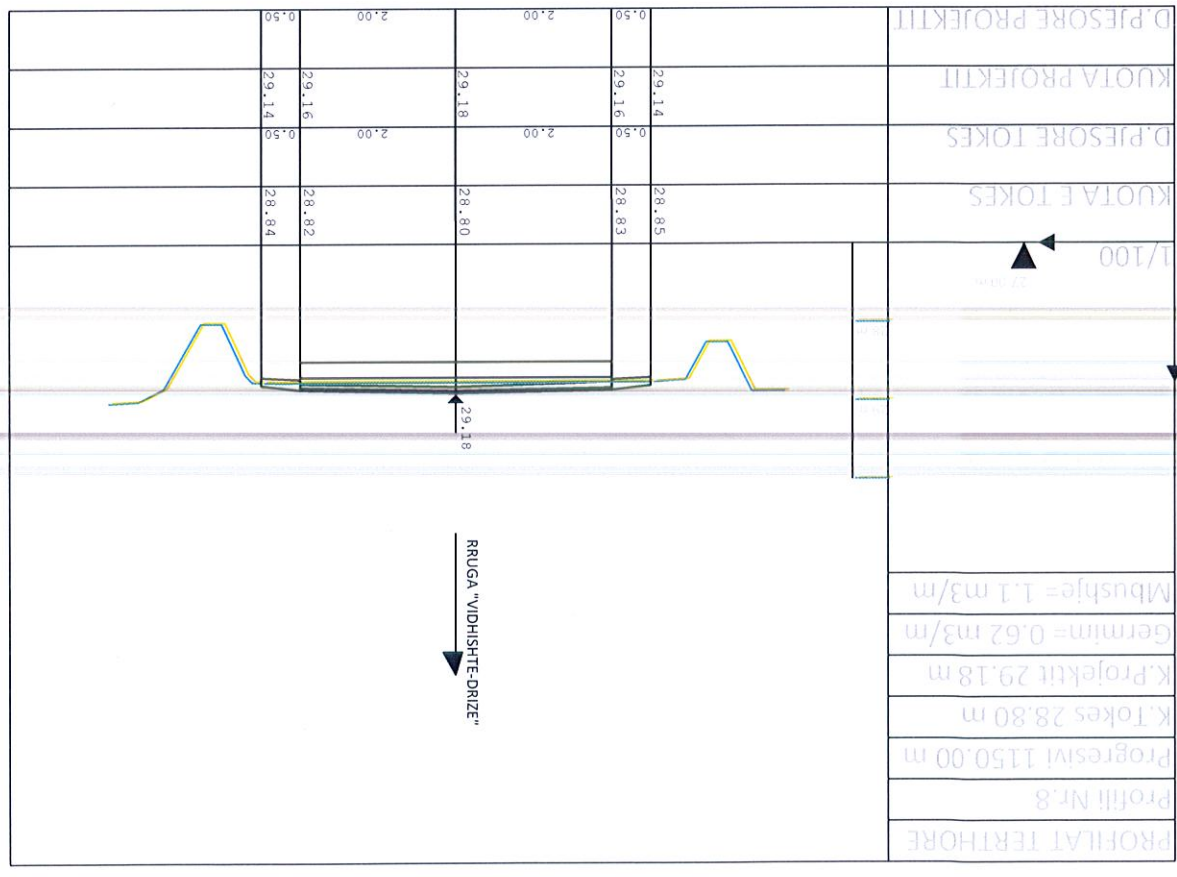 PROFILAT TERTHORE
Profili Nr.8
Progresivi 1150.00 m
K.Tokes 28.80 m
K.Projektit 29.18 m
Germim= 0.62 m3/m
Mbushje= 1.1 m3/m
RRUGA "VIDHISHTE-DRIZE"
29.18
1/100
KUOTA E TOKES 28.85 28.83 28.80 28.82 28.84
D.PJESORE TOKES 0.50 2.00 2.00 0.50
KUOTA PROJEKTIT 29.14 29.16 29.18 29.16 29.14
D.PJESORE PROJEKTIT 0.50 2.00 2.00 0.50